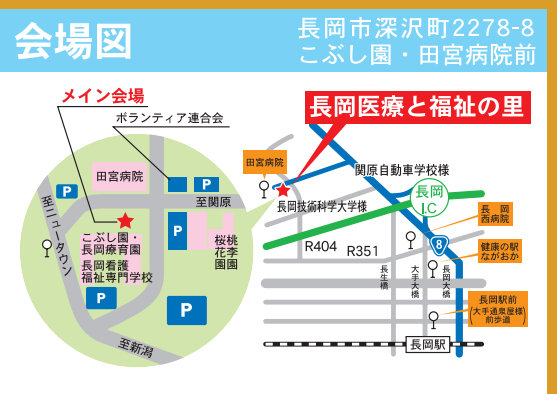 会場図
長岡市深沢町2278-8
こぶし園・田宮病院前
メイン会場
ボランティア連合会
田宮病院
P
P
至関原
至ニュータウン
P
こぶし園・
長岡療育園
長岡看護
福祉専門学校
桜花園
桃李園
P
P
至新潟
長岡医療と福祉の里
田宮病院
関原自動車学校様
長岡技術科学大学様
長岡
I.C
長岡
西病院
8
健康の駅
ながおか
R404
R351
長生橋
大手大橋
長岡大橋
長岡駅前
(大手通泉屋様)
前歩道
長岡駅